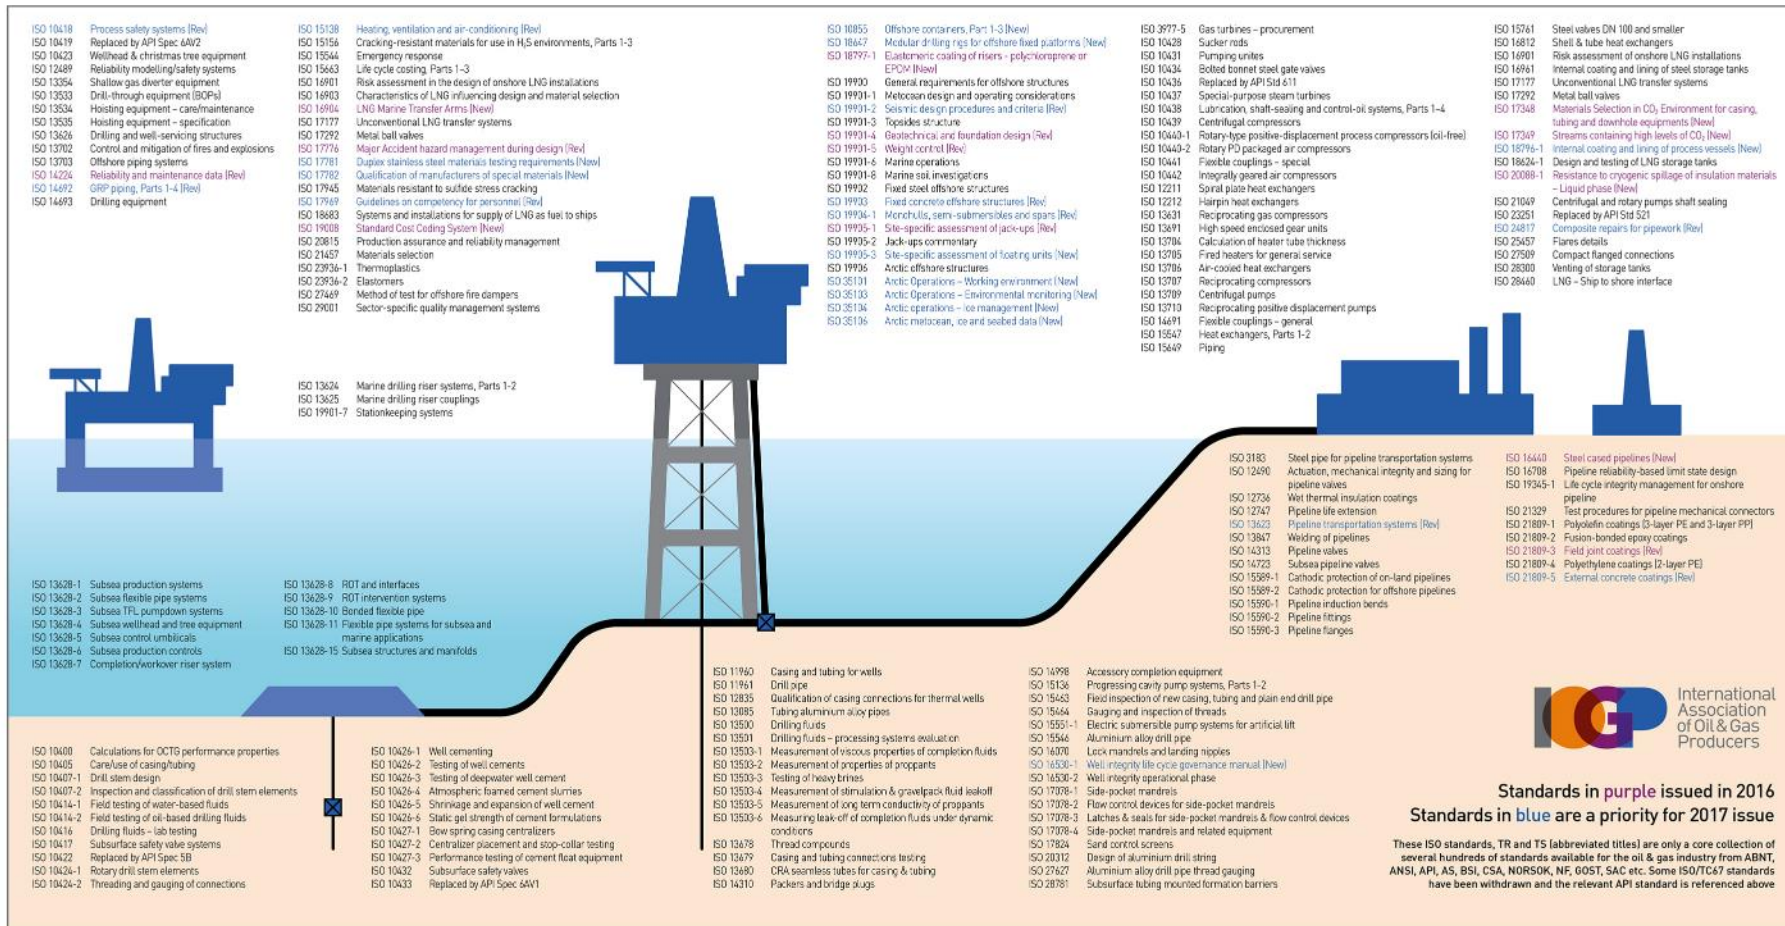 ISO 10418 Process safety systems (Rev)
ISO 10419 Replaced by API Spec 6AV2
ISO 10423 Wellhead & christmas tree equipment
ISO 12489 Reliability modelling/safety systems
ISO 13354 Shallow gas diverter equipment
ISO 13533 Drill-through equipment (BOPs)
ISO 13534 Hoisting equipment – care/maintenance
ISO 13535 Hoisting equipment – specification
ISO 13626 Drilling and well-servicing structures
ISO 13702 Control and mitigation of fires and explosions
ISO 13703 Offshore piping systems
ISO 14224 Reliability and maintenance data (Rev)
ISO 14692 GRP piping, Parts 1-4 (Rev)
ISO 14693 Drilling equipment
ISO 15138 Heating, ventilation and air-conditioning (Rev)
ISO 15156 Cracking-resistant materials for use in H₂S environments, Parts 1-3
ISO 15544 Emergency response
ISO 15663 Life cycle costing, Parts 1–3
ISO 16901 Risk assessment in the design of onshore LNG installations
ISO 16903 Characteristics of LNG influencing design and material selection
ISO 16904 LNG Marine Transfer Arms (New)
ISO 17177 Unconventional LNG transfer systems
ISO 17292 Metal ball valves
ISO 17776 Major Accident hazard management during design (Rev)
ISO 17781 Duplex stainless steel materials testing requirements (New)
ISO 17782 Qualification of manufacturers of special materials (New)
ISO 17945 Materials resistant to sulfide stress cracking
ISO 17969 Guidelines on competency for personnel (Rev)
ISO 18683 Systems and installations for supply of LNG as fuel to ships
ISO 19008 Standard Cost Coding System (New)
ISO 20815 Production assurance and reliability management
ISO 21457 Materials selection
ISO 23936-1 Thermoplastics
ISO 23936-2 Elastomers
ISO 27469 Method of test for offshore fire dampers
ISO 29001 Sector-specific quality management systems
ISO 13624 Marine drilling riser systems, Parts 1-2
ISO 13625 Marine drilling riser couplings
ISO 19901-7 Stationkeeping systems
ISO 10855 Offshore containers, Part 1-3 (New)
ISO 18647 Modular drilling rigs for offshore fixed platforms (New)
ISO 18797-1 Elastomeric coating of risers - polychloroprene or
EPDM (New)
ISO 19900 General requirements for offshore structures
ISO 19901-1 Metocean design and operating considerations
ISO 19901-2 Seismic design procedures and criteria (Rev)
ISO 19901-3 Topsides structure
ISO 19901-4 Geotechnical and foundation design (Rev)
ISO 19901-5 Weight control (Rev)
ISO 19901-6 Marine operations
ISO 19901-8 Marine soil investigations
ISO 19902 Fixed steel offshore structures
ISO 19903 Fixed concrete offshore structures (Rev)
ISO 19904-1 Monohulls, semi-submersibles and spars (Rev)
ISO 19905-1 Site-specific assessment of jack-ups (Rev)
ISO 19905-2 Jack-ups commentary
ISO 19905-3 Site-specific assessment of floating units (New)
ISO 19906 Arctic offshore structures
ISO 35101 Arctic Operations – Working environment (New)
ISO 35103 Arctic Operations – Environmental monitoring (New)
ISO 35104 Arctic operations – Ice management (New)
ISO 35106 Arctic metocean, ice and seabed data (New)
ISO 3977-5 Gas turbines – procurement
ISO 10428 Sucker rods
ISO 10431 Pumping unites
ISO 10434 Bolted bonnet steel gate valves
ISO 10436 Replaced by API Std 611
ISO 10437 Special-purpose steam turbines
ISO 10438 Lubrication, shaft-sealing and control-oil systems, Parts 1–4
ISO 10439 Centrifugal compressors
ISO 10440-1 Rotary-type positive-displacement process compressors (oil-free)
ISO 10440-2 Rotary PD packaged air compressors
ISO 10441 Flexible couplings – special
ISO 10442 Integrally geared air compressors
ISO 12211 Spiral plate heat exchangers
ISO 12212 Hairpin heat exchangers
ISO 13631 Reciprocating gas compressors
ISO 13691 High speed enclosed gear units
ISO 13704 Calculation of heater tube thickness
ISO 13705 Fired heaters for general service
ISO 13706 Air-cooled heat exchangers
ISO 13707 Reciprocating compressors
ISO 13709 Centrifugal pumps
ISO 13710 Reciprocating positive displacement pumps
ISO 14691 Flexible couplings – general
ISO 15547 Heat exchangers, Parts 1-2
ISO 15649 Piping
ISO 15761 Steel valves DN 100 and smaller
ISO 16812 Shell & tube heat exchangers
ISO 16901 Risk assessment of onshore LNG installations
ISO 16961 Internal coating and lining of steel storage tanks
ISO 17177 Unconventional LNG transfer systems
ISO 17292 Metal ball valves
ISO 17348 Materials Selection in CO₂ Environment for casing,
tubing and downhole equipments (New)
ISO 17349 Streams containing high levels of CO₂ (New)
ISO 18796-1 Internal coating and lining of process vessels (New)
ISO 18624-1 Design and testing of LNG storage tanks
ISO 20088-1 Resistance to cryogenic spillage of insulation materials
– Liquid phase (New)
ISO 21049 Centrifugal and rotary pumps shaft sealing
ISO 23251 Replaced by API Std 521
ISO 24817 Composite repairs for pipework (Rev)
ISO 25457 Flares details
ISO 27509 Compact flanged connections
ISO 28300 Venting of storage tanks
ISO 28460 LNG – Ship to shore interface
ISO 3183 Steel pipe for pipeline transportation systems
ISO 12490 Actuation, mechanical integrity and sizing for
pipeline valves
ISO 12736 Wet thermal insulation coatings
ISO 12747 Pipeline life extension
ISO 13623 Pipeline transportation systems (Rev)
ISO 13847 Welding of pipelines
ISO 14313 Pipeline valves
ISO 14723 Subsea pipeline valves
ISO 15589-1 Cathodic protection of on-land pipelines
ISO 15589-2 Cathodic protection for offshore pipelines
ISO 15590-1 Pipeline induction bends
ISO 15590-2 Pipeline fittings
ISO 15590-3 Pipeline flanges
ISO 16440 Steel cased pipelines (New)
ISO 16708 Pipeline reliability-based limit state design
ISO 19345-1 Life cycle integrity management for onshore
pipeline
ISO 21329 Test procedures for pipeline mechanical connectors
ISO 21809-1 Polyolefin coatings (3-layer PE and 3-layer PP)
ISO 21809-2 Fusion-bonded epoxy coatings
ISO 21809-3 Field joint coatings (Rev)
ISO 21809-4 Polyethylene coatings (2-layer PE)
ISO 21809-5 External concrete coatings (Rev)
ISO 13628-1 Subsea production systems
ISO 13628-2 Subsea flexible pipe systems
ISO 13628-3 Subsea TFL pumpdown systems
ISO 13628-4 Subsea wellhead and tree equipment
ISO 13628-5 Subsea control umbilicals
ISO 13628-6 Subsea production controls
ISO 13628-7 Completion/workover riser system
ISO 13628-8 ROT and interfaces
ISO 13628-9 ROT intervention systems
ISO 13628-10 Bonded flexible pipe
ISO 13628-11 Flexible pipe systems for subsea and
marine applications
ISO 13628-15 Subsea structures and manifolds
ISO 10400 Calculations for OCTG performance properties
ISO 10405 Care/use of casing/tubing
ISO 10407-1 Drill stem design
ISO 10407-2 Inspection and classification of drill stem elements
ISO 10414-1 Field testing of water-based fluids
ISO 10414-2 Field testing of oil-based drilling fluids
ISO 10416 Drilling fluids – lab testing
ISO 10417 Subsurface safety valve systems
ISO 10422 Replaced by API Spec 5B
ISO 10424-1 Rotary drill stem elements
ISO 10424-2 Threading and gauging of connections
ISO 10426-1 Well cementing
ISO 10426-2 Testing of well cements
ISO 10426-3 Testing of deepwater well cement
ISO 10426-4 Atmospheric foamed cement slurries
ISO 10426-5 Shrinkage and expansion of well cement
ISO 10426-6 Static gel strength of cement formulations
ISO 10427-1 Bow spring casing centralizers
ISO 10427-2 Centralizer placement and stop-collar testing
ISO 10427-3 Performance testing of cement float equipment
ISO 10432 Subsurface safety valves
ISO 10433 Replaced by API Spec 6AV1
ISO 11960 Casing and tubing for wells
ISO 11961 Drill pipe
ISO 12835 Qualification of casing connections for thermal wells
ISO 13085 Tubing aluminium alloy pipes
ISO 13500 Drilling fluids
ISO 13501 Drilling fluids – processing systems evaluation
ISO 13503-1 Measurement of viscous properties of completion fluids
ISO 13503-2 Measurement of properties of proppants
ISO 13503-3 Testing of heavy brines
ISO 13503-4 Measurement of stimulation & gravelpack fluid leakoff
ISO 13503-5 Measurement of long term conductivity of proppants
ISO 13503-6 Measuring leak-off of completion fluids under dynamic
conditions
ISO 13678 Thread compounds
ISO 13679 Casing and tubing connections testing
ISO 13680 CRA seamless tubes for casing & tubing
ISO 14310 Packers and bridge plugs
ISO 14998 Accessory completion equipment
ISO 15136 Progressing cavity pump systems, Parts 1-2
ISO 15463 Field inspection of new casing, tubing and plain end drill pipe
ISO 15464 Gauging and inspection of threads
ISO 15551-1 Electric submersible pump systems for artificial lift
ISO 15546 Aluminium alloy drill pipe
ISO 16070 Lock mandrels and landing nipples
ISO 16530-1 Well integrity life cycle governance manual (New)
ISO 16530-2 Well integrity operational phase
ISO 17078-1 Side-pocket mandrels
ISO 17078-2 Flow control devices for side-pocket mandrels
ISO 17078-3 Latches & seals for side-pocket mandrels & flow control devices
ISO 17078-4 Side-pocket mandrels and related equipment
ISO 17824 Sand control screens
ISO 20312 Design of aluminium drill string
ISO 27627 Aluminium alloy drill pipe thread gauging
ISO 28781 Subsurface tubing mounted formation barriers
IOGP
International
Association
of Oil & Gas
Producers
Standards in purple issued in 2016
Standards in blue are a priority for 2017 issue
These ISO standards, TR and TS (abbreviated titles) are only a core collection of
several hundreds of standards available for the oil & gas industry from ABNT,
ANSI, API, AS, BSI, CSA, NORSOK, NF, GOST, SAC etc. Some ISO/TC67 standards
have been withdrawn and the relevant API standard is referenced above